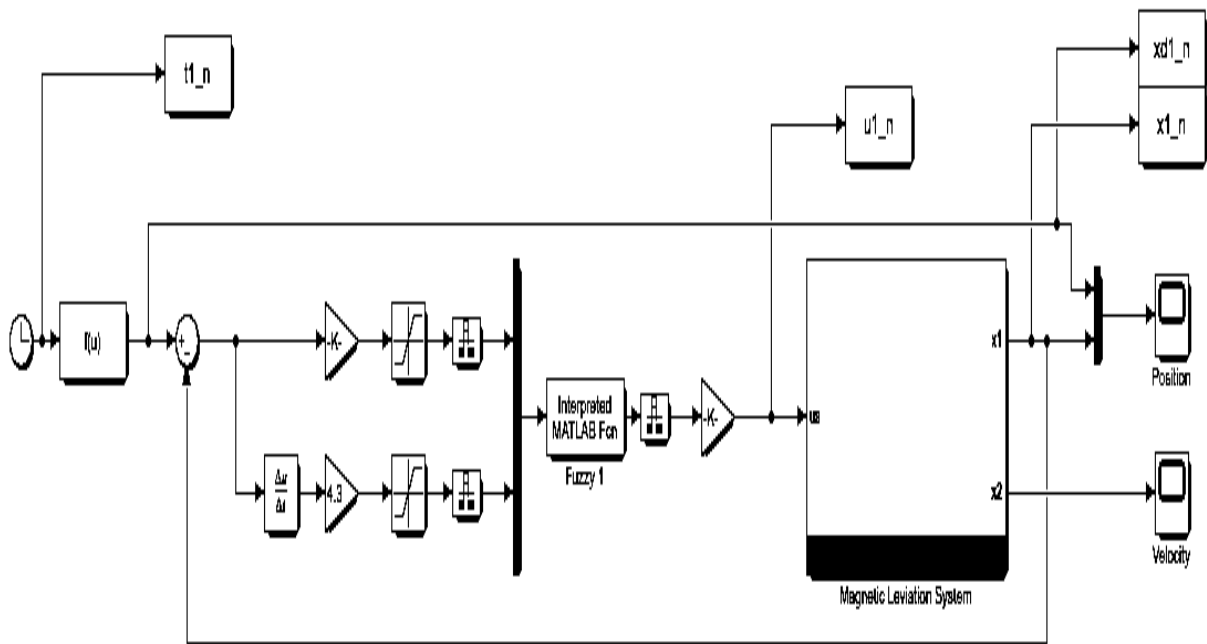 t1_n
xd1_n
x1_n
u1_n
f(u)
+
-
-K-
Δu
Δt
4.3
Interpreted
MATLAB Fcn
Fuzzy 1
-K-
us
x1
x2
Magnetic Leviation System
Position
Velocity